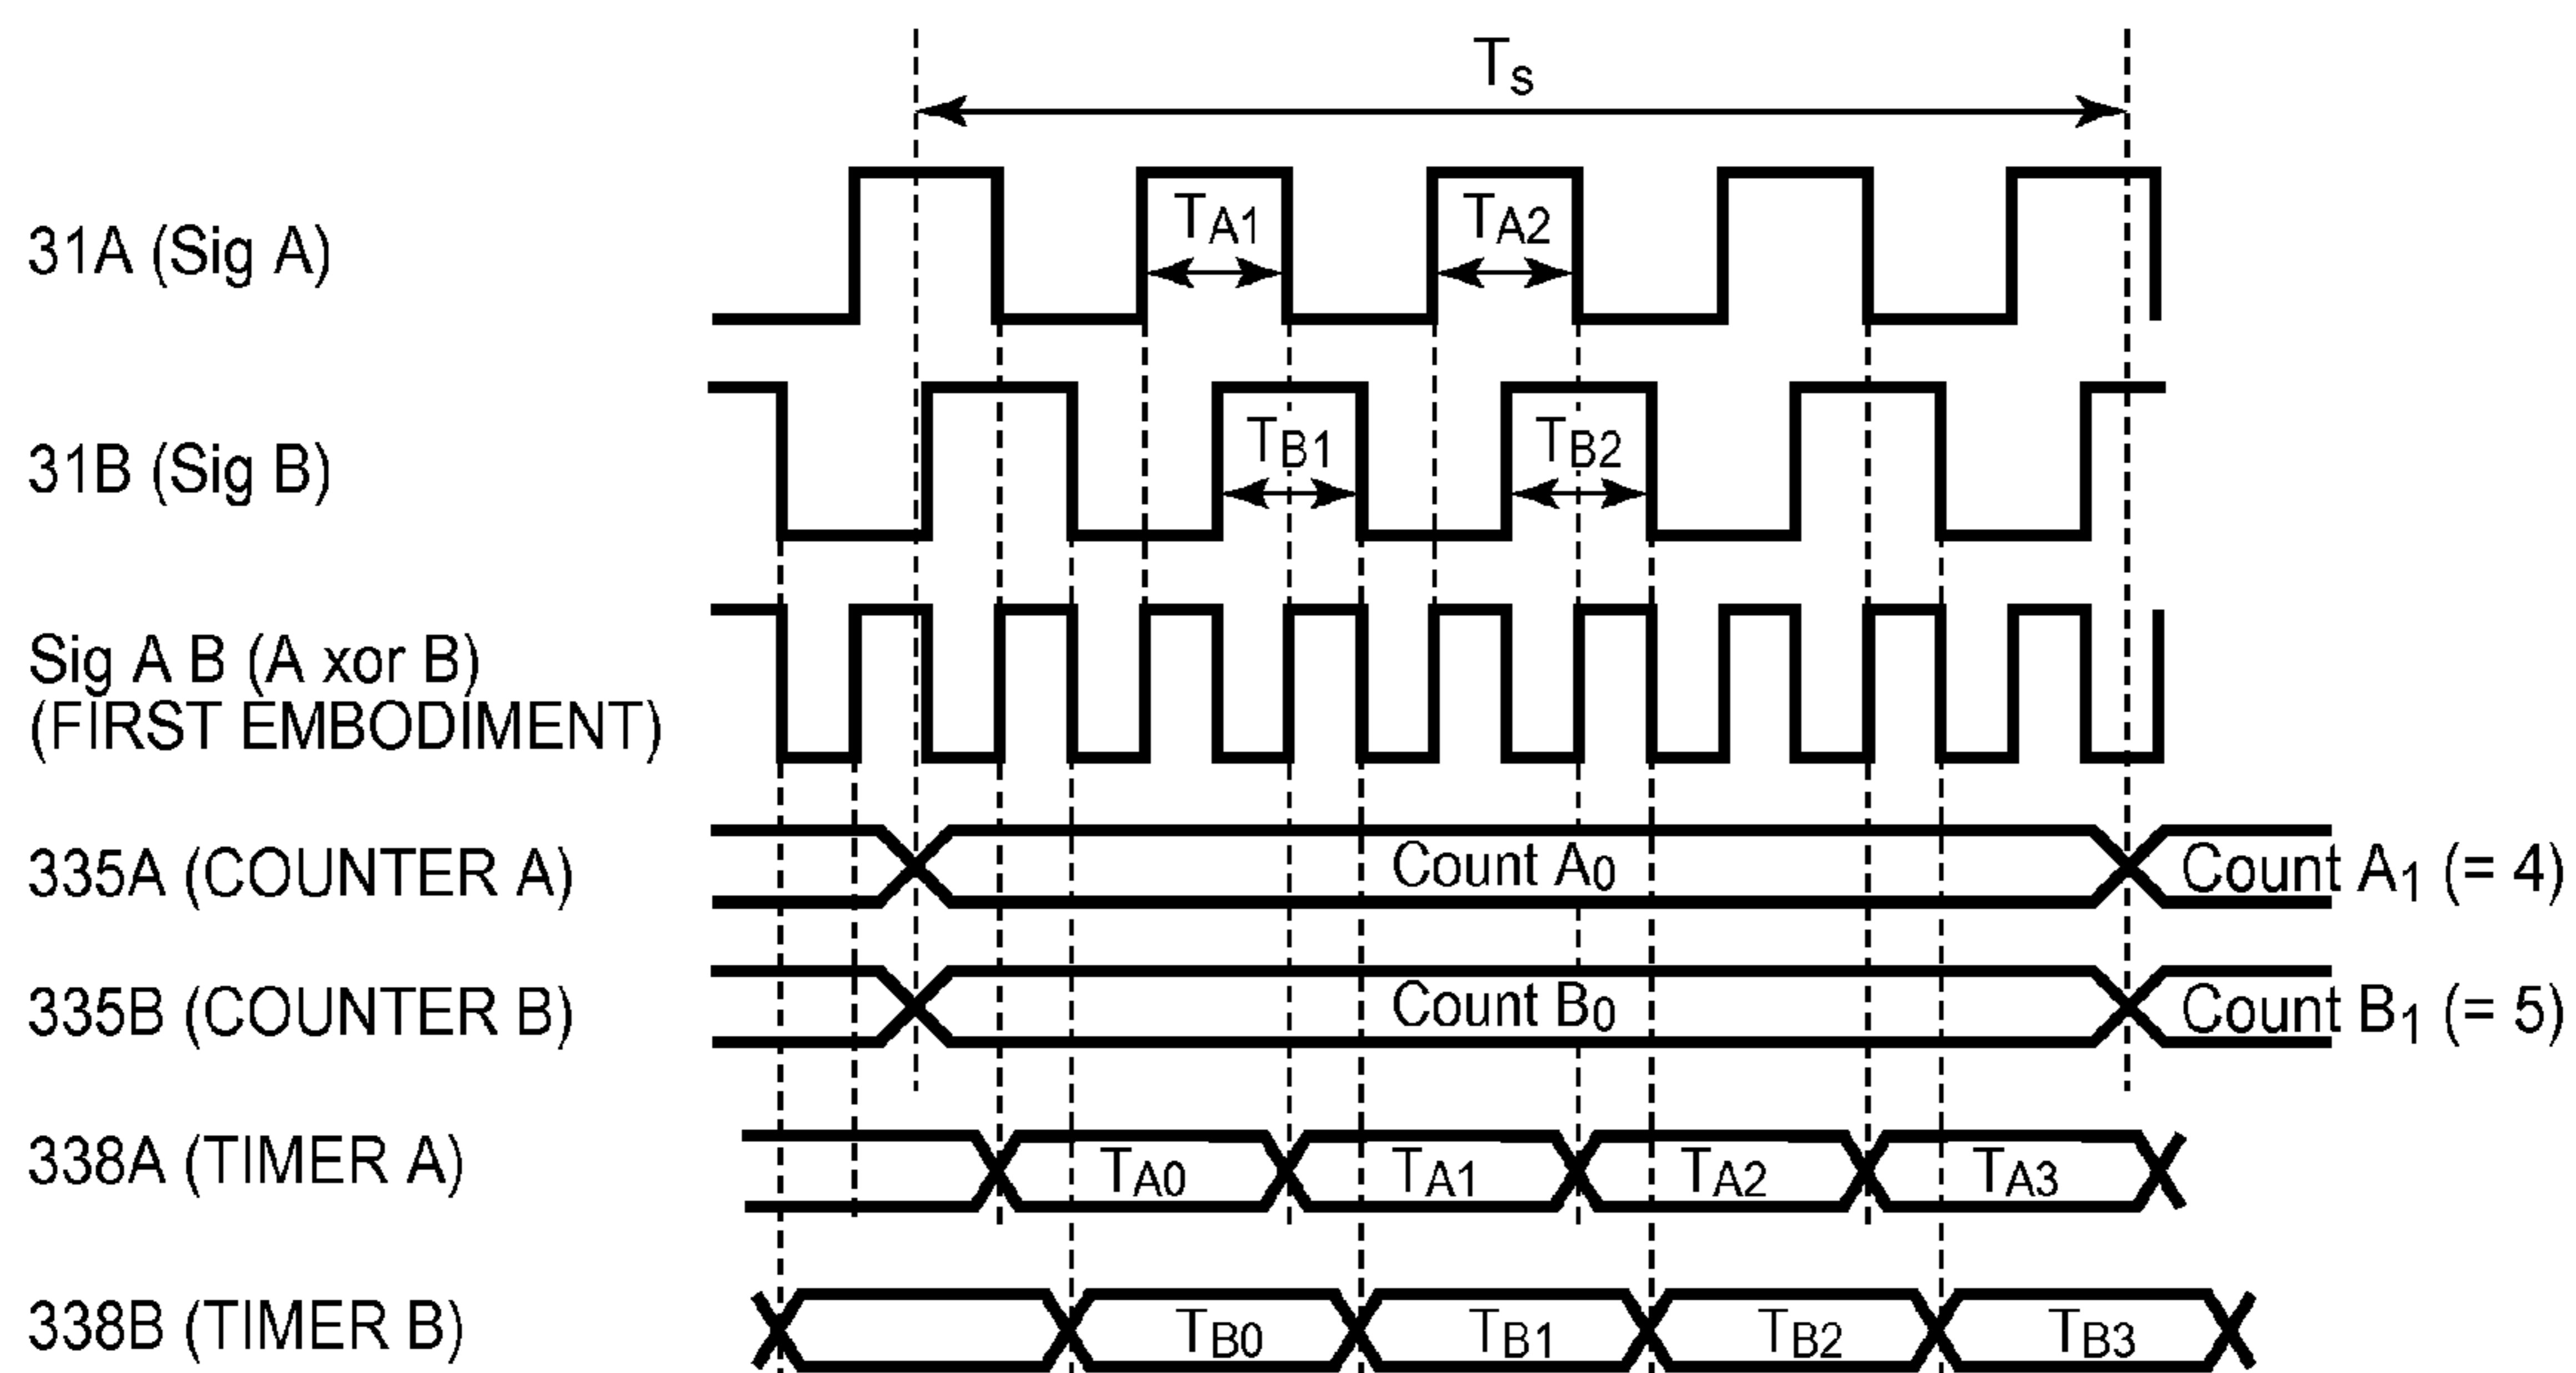 Ts
31A (Sig A)
TA1
TA2
31B (Sig B)
TB1
TB2
Sig A B (A xor B)
(FIRST EMBODIMENT)
335A (COUNTER A)
Count A0
Count A1 (= 4)
335B (COUNTER B)
Count B0
Count B1 (= 5)
338A (TIMER A)
TA0
TA1
TA2
TA3
338B (TIMER B)
TB0
TB1
TB2
TB3